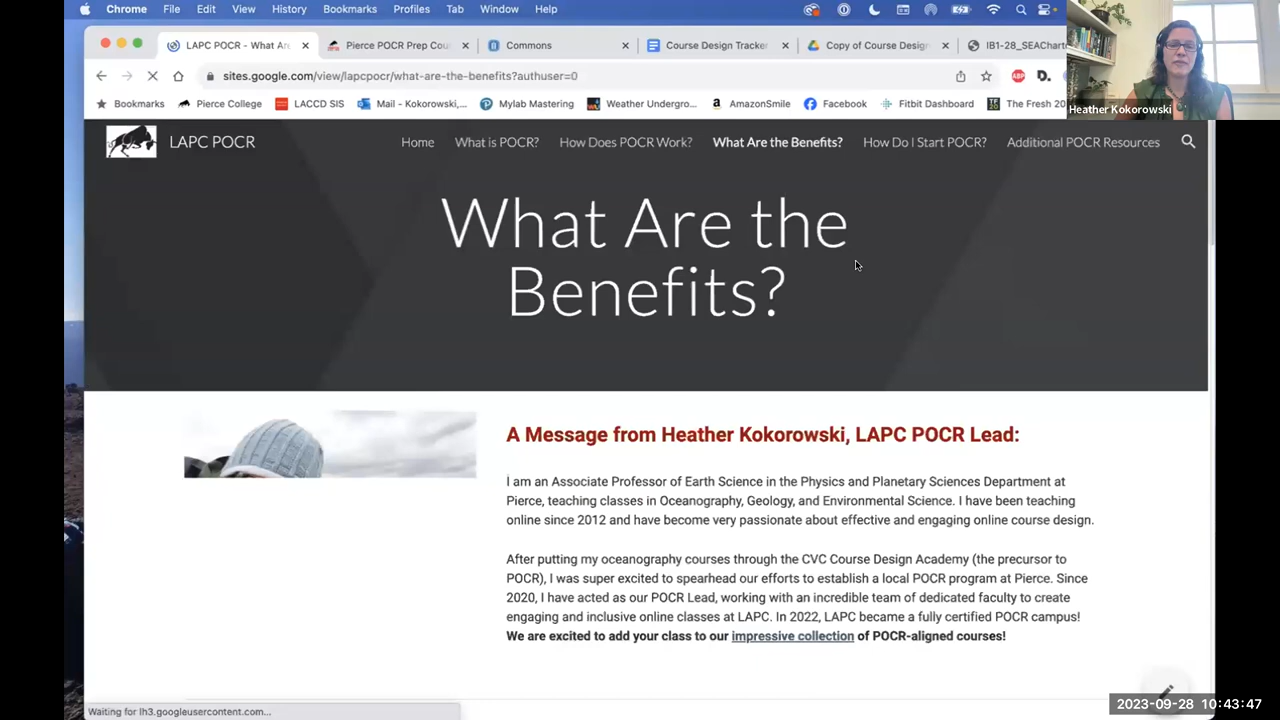 Chrome File Edit View History Bookmarks Profiles Tab Window Help
LAPC POCR - What Are Pierce POCR Prep Cou Commons Course Design Tracker Copy of Course Design IB1-28_SEAChart
sites.google.com/view/lapcpocr/what-are-the-benefits?authuser=0
ABP D.
Bookmarks Pierce College LACCD SIS Mail - Kokorowski,... Mylab Mastering Weather Undergro... AmazonSmile Facebook Fitbit Dashboard The Fresh 20
Heather Kokorowski
LAPC POCR Home What is POCR? How Does POCR Work? What Are the Benefits? How Do I Start POCR? Additional POCR Resources
What Are the
Benefits?
A Message from Heather Kokorowski, LAPC POCR Lead:
I am an Associate Professor of Earth Science in the Physics and Planetary Sciences Department at
Pierce, teaching classes in Oceanography, Geology, and Environmental Science. I have been teaching
online since 2012 and have become very passionate about effective and engaging online course design.
After putting my oceanography courses through the CVC Course Design Academy (the precursor to
POCR), I was super excited to spearhead our efforts to establish a local POCR program at Pierce. Since
2020, I have acted as our POCR Lead, working with an incredible team of dedicated faculty to create
engaging and inclusive online classes at LAPC. In 2022, LAPC became a fully certified POCR campus!
We are excited to add your class to our impressive collection of POCR-aligned courses!
Waiting for lh3.googleusercontent.com...
2023-09-28 10:43:47